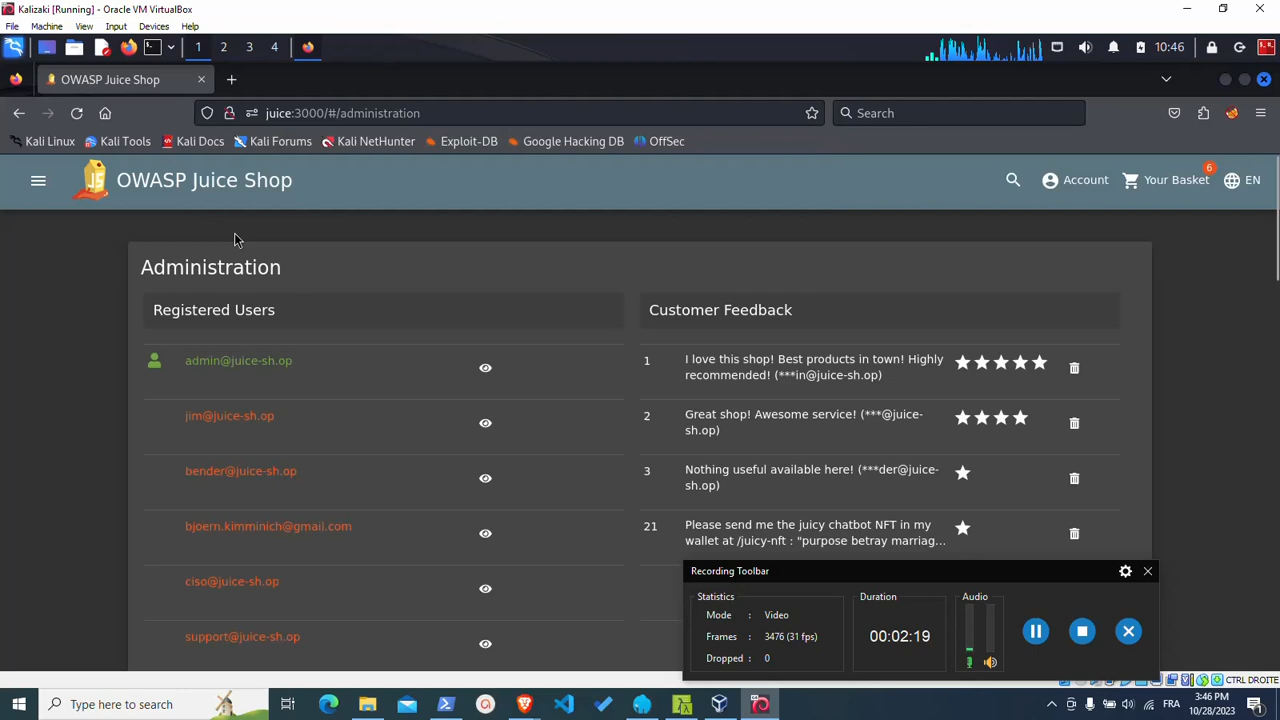 Kalizaki [Running] - Oracle VM VirtualBox
File Machine View Input Devices Help
1 2 3 4
10:46
OWASP Juice Shop
juice:3000/#/administration
Search
Kali Linux Kali Tools Kali Docs Kali Forums Kali NetHunter Exploit-DB Google Hacking DB OffSec
OWASP Juice Shop
Account Your Basket 6 EN
Administration
Registered Users
admin@juice-sh.op
jim@juice-sh.op
bender@juice-sh.op
bjoern.kimminich@gmail.com
ciso@juice-sh.op
support@juice-sh.op
Customer Feedback
1 I love this shop! Best products in town! Highly
recommended! (***in@juice-sh.op)
2 Great shop! Awesome service! (***@juice-
sh.op)
3 Nothing useful available here! (***der@juice-
sh.op)
21 Please send me the juicy chatbot NFT in my
wallet at /juicy-nft : "purpose betray marriag...
Recording Toolbar
Statistics
Mode : Video
Frames : 3476 (31 fps)
Dropped : 0
Duration
00:02:19
Audio
CTRL DROITE
Type here to search
FRA
3:46 PM
10/28/2023